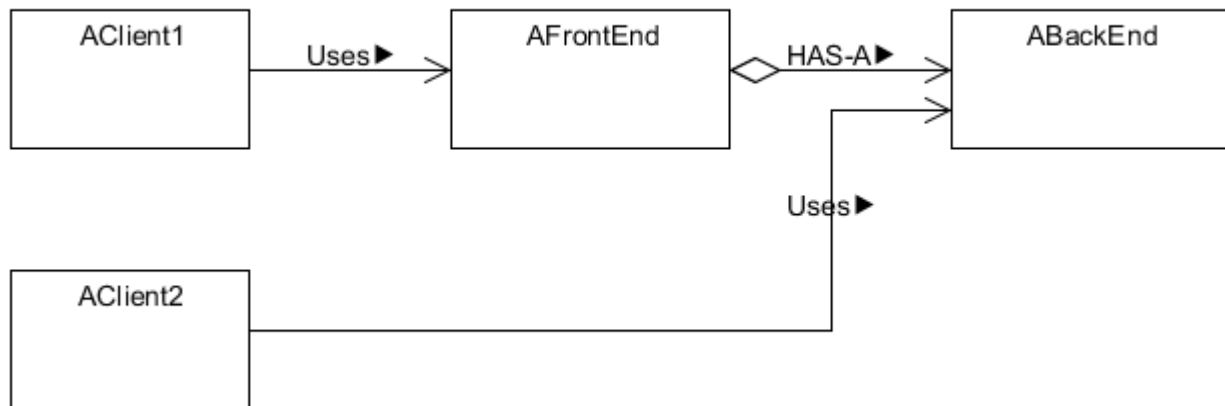 AClient1
Uses▶
AFrontEnd
HAS-A▶
ABackEnd
Uses▶
AClient2